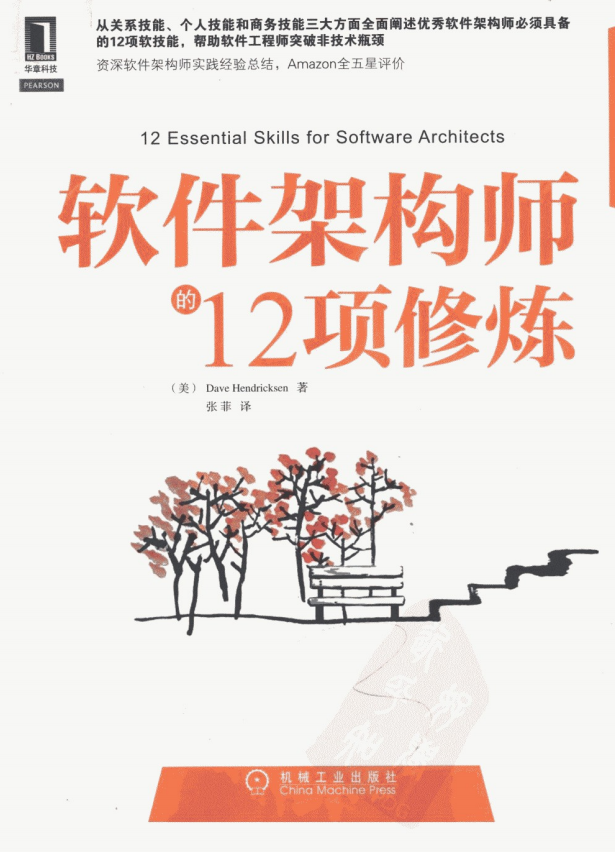 从关系技能、个人技能和商务技能三大方面全面阐述优秀软件架构师必须具备
的12项软技能，帮助软件工程师突破非技术瓶颈
资深软件架构师实践经验总结，Amazon全五星评价
HZ BOOKS
华章科技
PEARSON
12 Essential Skills for Software Architects
软件架构师
的12项修炼
（美） Dave Hendricksen 著
张菲 译
机械工业出版社
China Machine Press